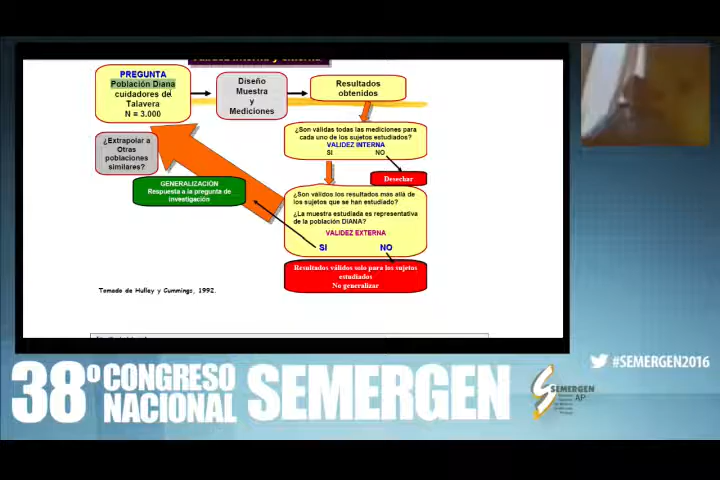 Validez interna y externa
PREGUNTA
Población Diana
cuidadores de
Talavera
N = 3.000
Diseño
Muestra
y
Mediciones
Resultados
obtenidos
¿Son válidas todas las mediciones para
cada uno de los sujetos estudiados?
VALIDEZ INTERNA
SI NO
Desechar
¿Extrapolar a
Otras
poblaciones
similares?
GENERALIZACIÓN
Respuesta a la pregunta de
investigación
¿Son válidos los resultados mas allá de
los sujetos que se han estudiado?
¿La muestra estudiada es representativa
de la población DIANA?
VALIDEZ EXTERNA
SI NO
Resultados válidos solo para los sujetos
estudiados
No generalizar
Tomado de Hulley y Cummings, 1992.
#SEMERGEN2016
38º CONGRESO
NACIONAL SEMERGEN
SEMERGEN
AP